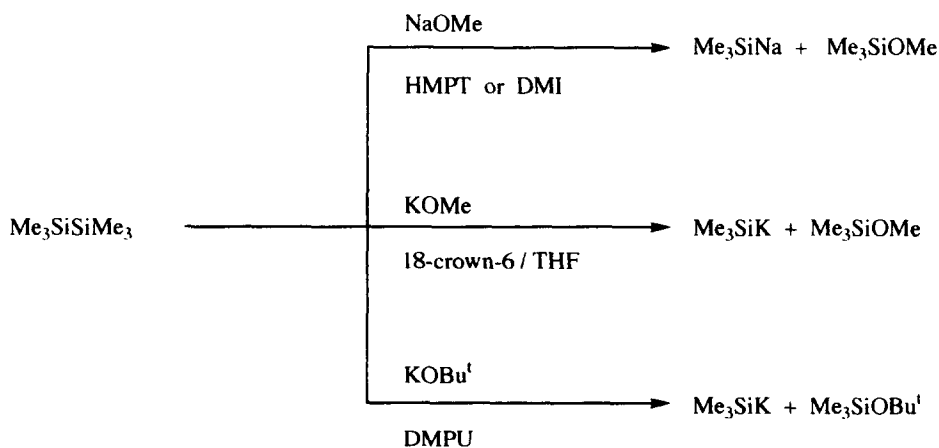 NaOMe
Me₃SiNa + Me₃SiOMe
HMPT or DMI
KOMe
Me₃SiSiMe₃
Me₃SiK + Me₃SiOMe
18-crown-6 / THF
KOBuᵗ
Me₃SiK + Me₃SiOBuᵗ
DMPU